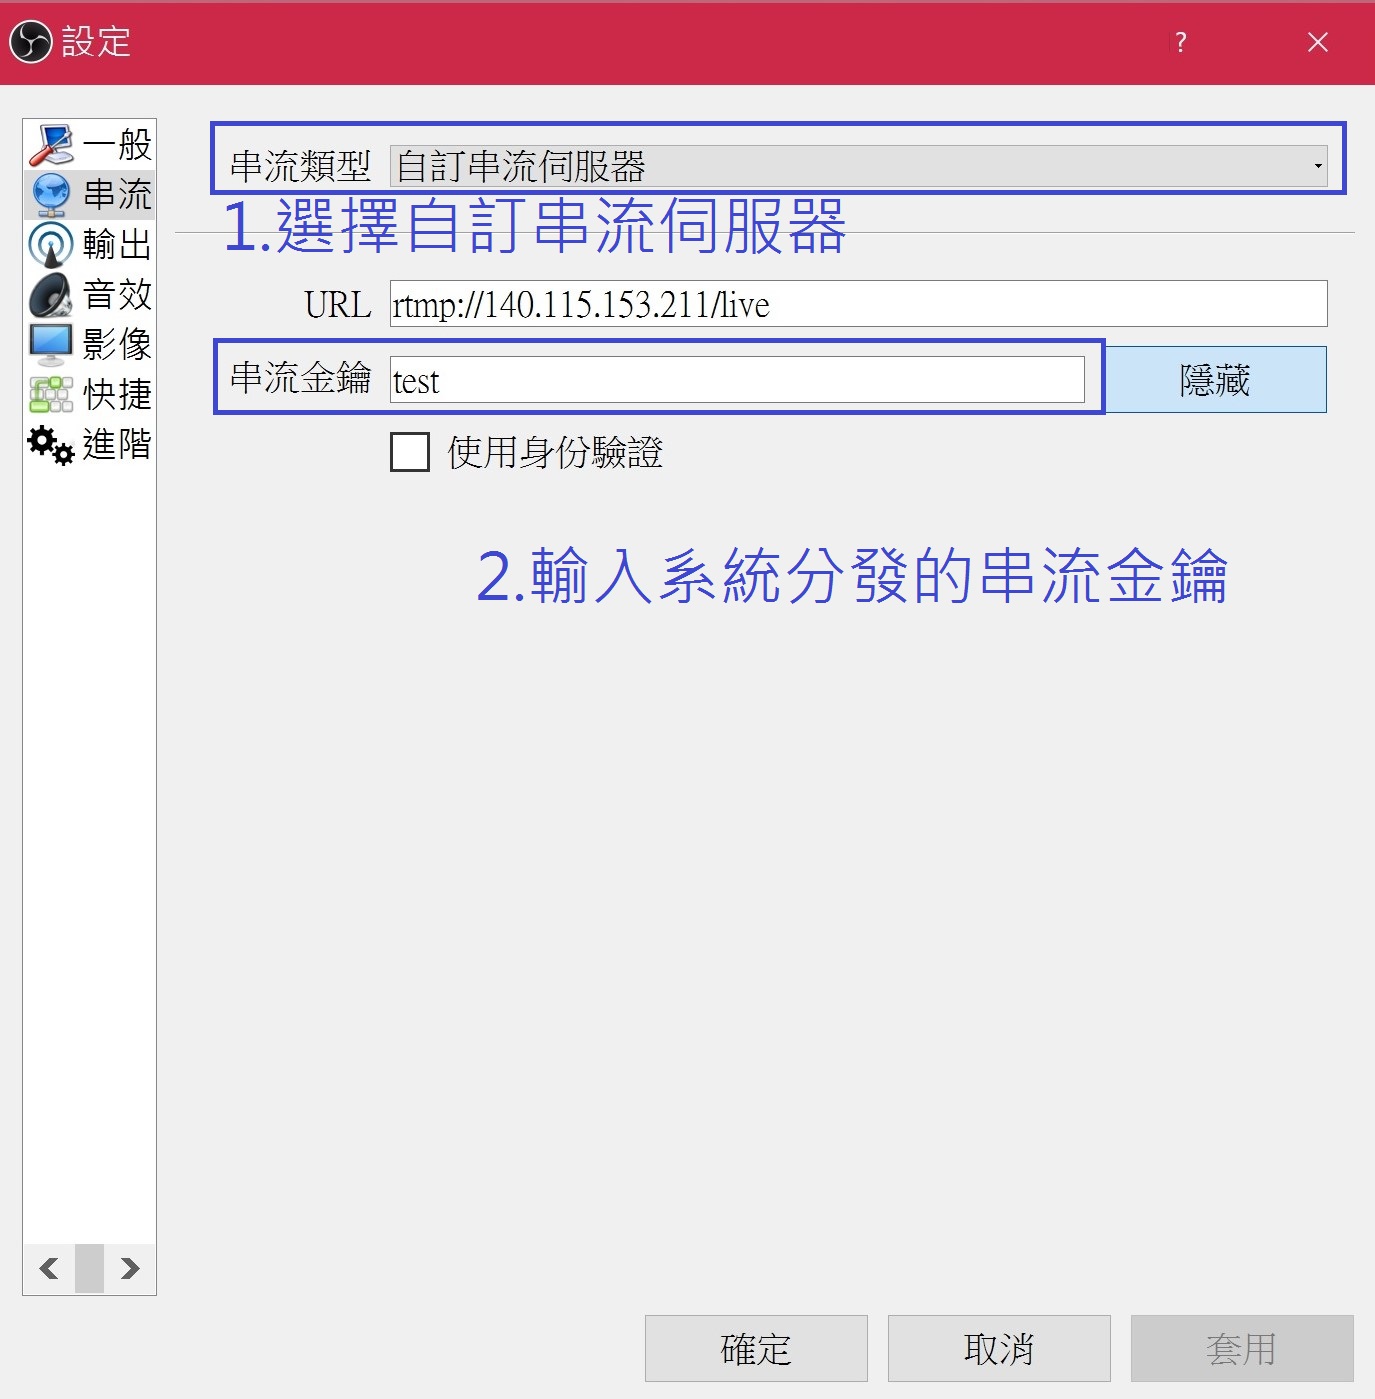 設定
?
一般
串流
輸出
音效
影像
快捷
進階
串流類型 自訂串流伺服器
1.選擇自訂串流伺服器
URL rtmp://140.115.153.211/live
串流金鑰 test 隱藏
使用身份驗證
2.輸入系統分發的串流金鑰
確定 取消 套用